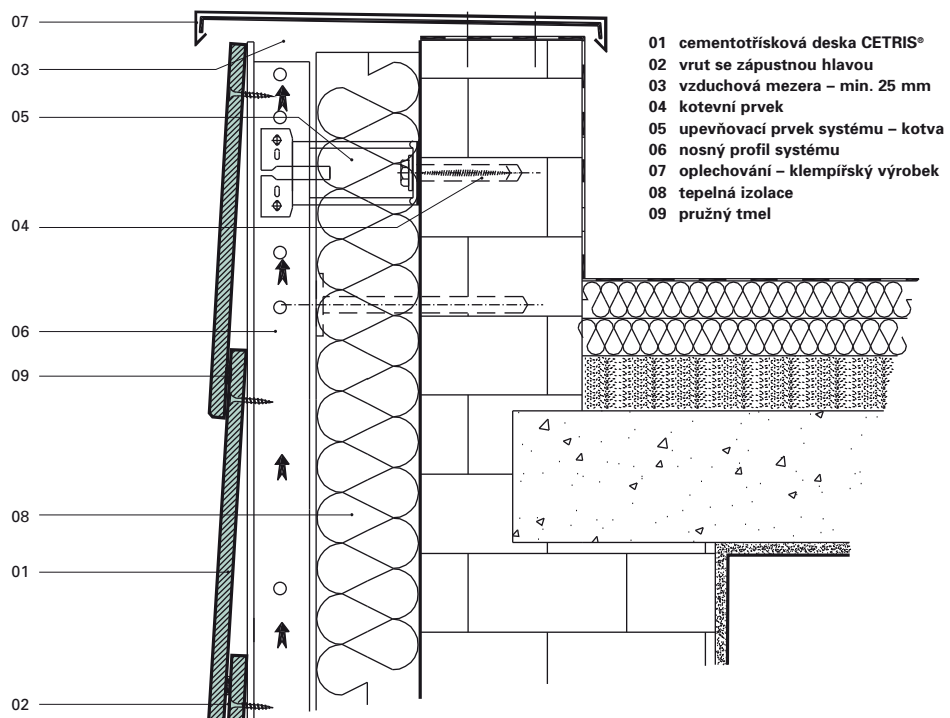 07
03
05
04
06
09
08
01
02
01 cementotřísková deska CETRIS®
02 vrut se zápustnou hlavou
03 vzduchová mezera – min. 25 mm
04 kotevní prvek
05 upevňovací prvek systému – kotva
06 nosný profil systému
07 oplechování – klempířský výrobek
08 tepelná izolace
09 pružný tmel